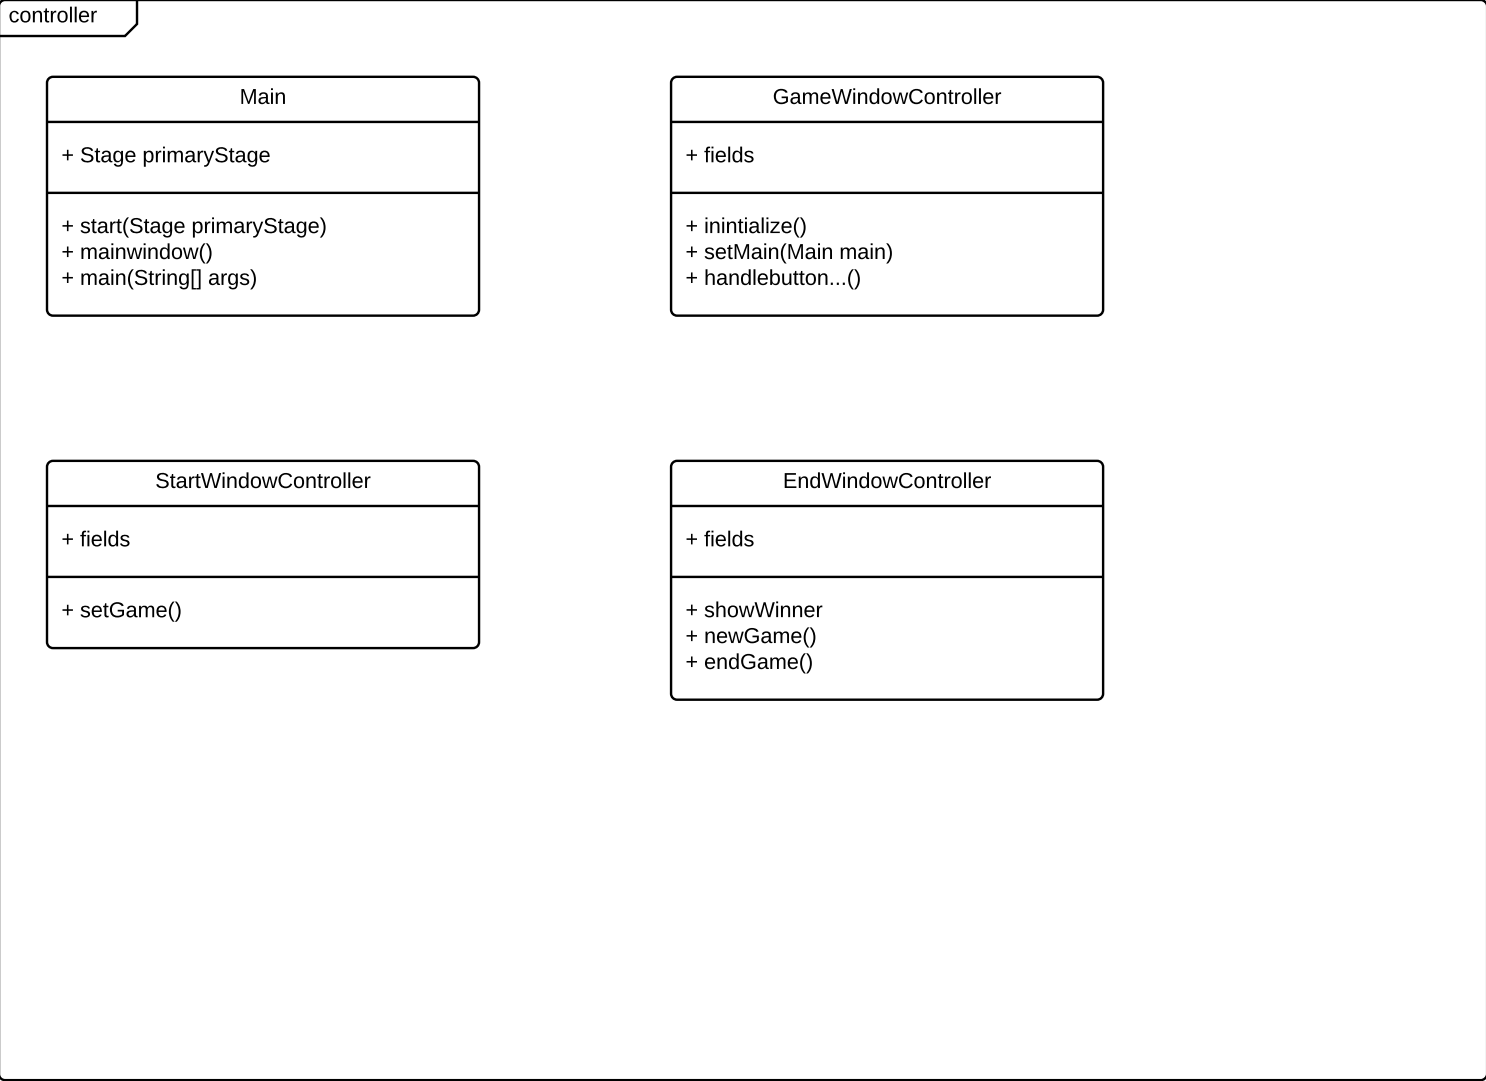 controller
Main
+ Stage primaryStage
+ start(Stage primaryStage)
+ mainwindow()
+ main(String[] args)
GameWindowController
+ fields
+ inintialize()
+ setMain(Main main)
+ handlebutton...()
StartWindowController
+ fields
+ setGame()
EndWindowController
+ fields
+ showWinner
+ newGame()
+ endGame()